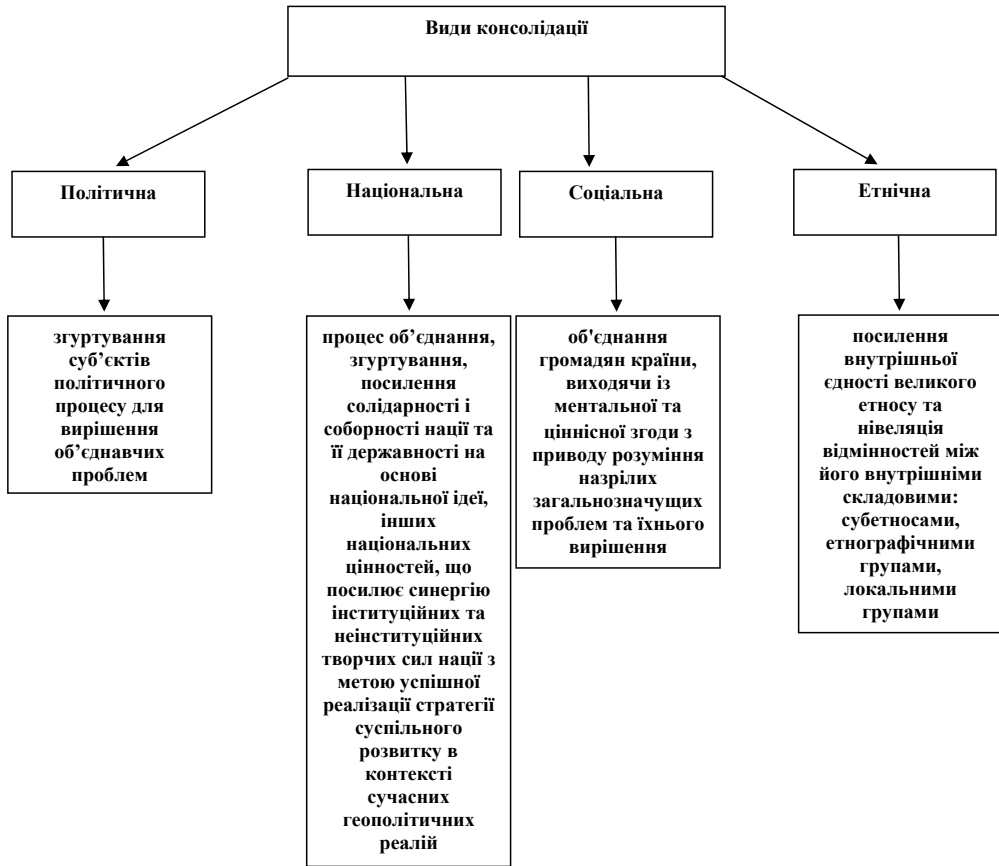 Види консолідації
Політична
Національна
Соціальна
Етнічна
згуртування
суб’єктів
політичного
процесу для
вирішення
об’єднавчих
проблем
процес об’єднання,
згуртування,
посилення
солідарності і
соборності нації та
її державності на
основі
національної ідеї,
інших
національних
цінностей, що
посилює синергію
інституційних та
неінституційних
творчих сил нації з
метою успішної
реалізації стратегії
суспільного
розвитку в
контексті
сучасних
геополітичних
реалій
об'єднання
громадян країни,
виходячи із
ментальної та
ціннісної згоди з
приводу розуміння
назрілих
загальнозначущих
проблем та їхнього
вирішення
посилення
внутрішньої
єдності великого
етносу та
нівеляція
відмінностей між
його внутрішніми
складовими:
субетносами,
етнографічними
групами,
локальними
групами